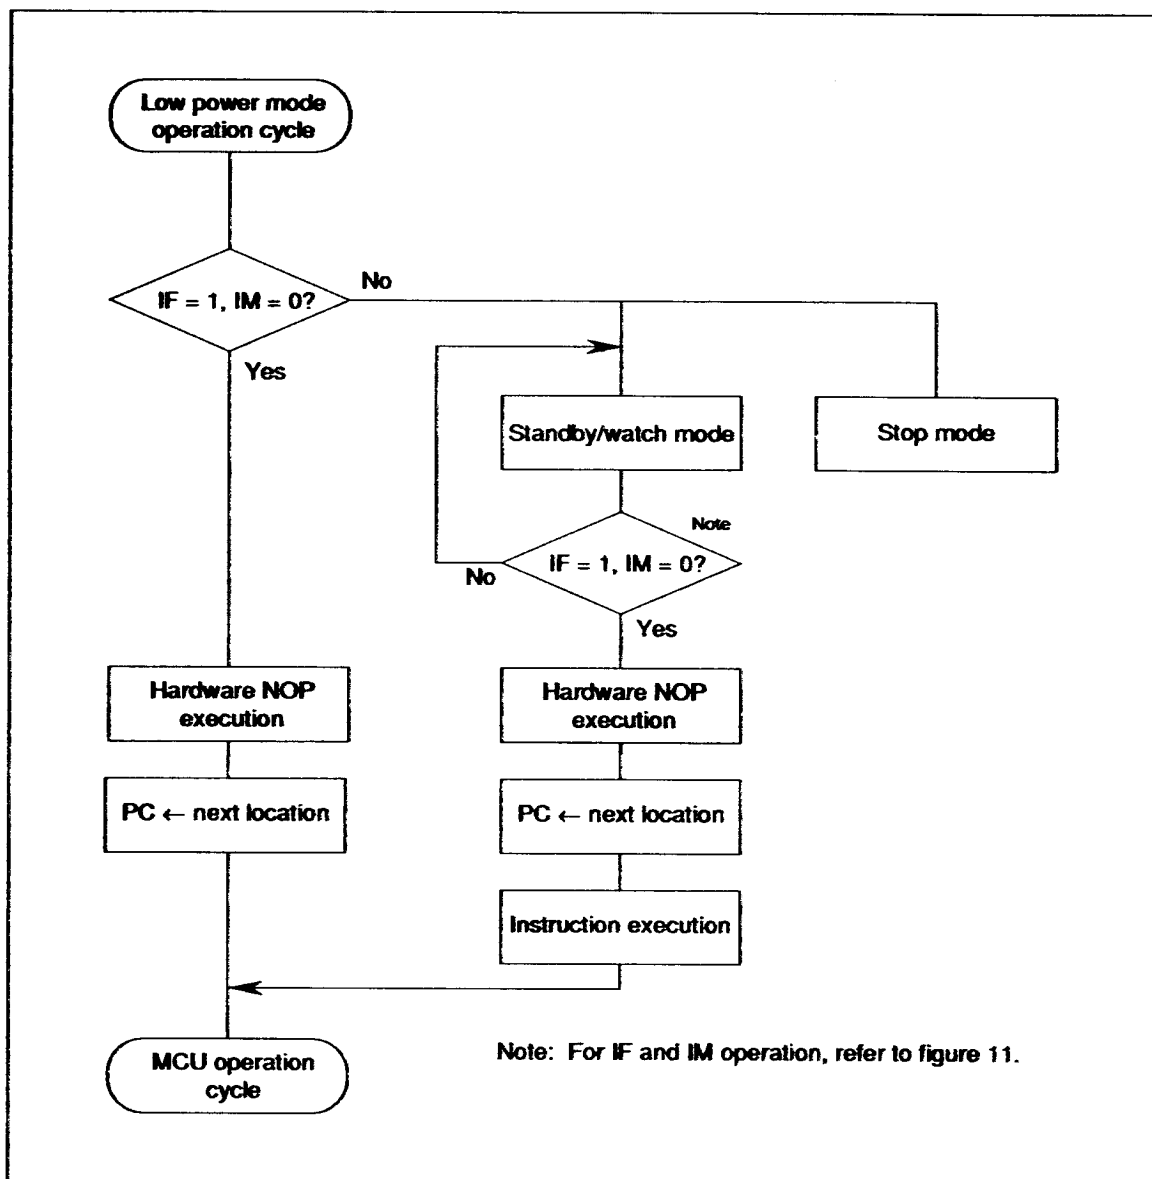 Low power mode
operation cycle
IF = 1, IM = 0?
No
Yes
Standby/watch mode
Stop mode
Note
IF = 1, IM = 0?
No
Yes
Hardware NOP
execution
Hardware NOP
execution
PC ← next location
PC ← next location
Instruction execution
MCU operation
cycle
Note: For IF and IM operation, refer to figure 11.